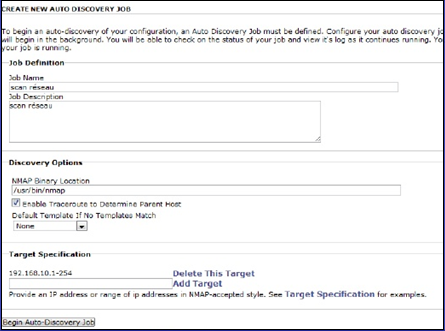 CREATE NEW AUTO DISCOVERY JOB
To begin an auto-discovery of your configuration, an Auto Discovery Job must be defined. Configure your auto discovery jo
will begin in the background. You will be able to check on the status of your job and view it's log as it continues running. Yo
your job is running.
Job Definition
Job Name
scan réseau
Job Description
scan réseau
Discovery Options
NMAP Binary Location
/usr/bin/nmap
Enable Traceroute to Determine Parent Host
Default Template If No Templates Match
None
Target Specification
192.168.10.1-254 Delete This Target
Add Target
Provide an IP address or range of ip addresses in NMAP-accepted style. See Target Specification for examples.
Begin Auto-Discovery Job